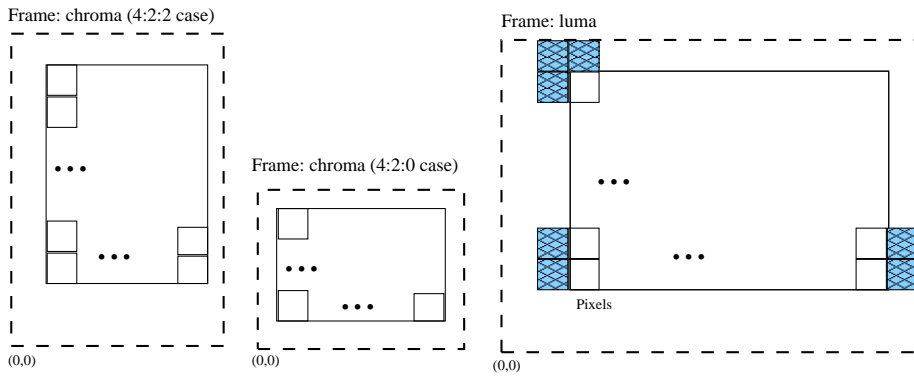 Frame: chroma (4:2:2 case)
(0,0)
Frame: chroma (4:2:0 case)
(0,0)
Frame: luma
Pixels
(0,0)